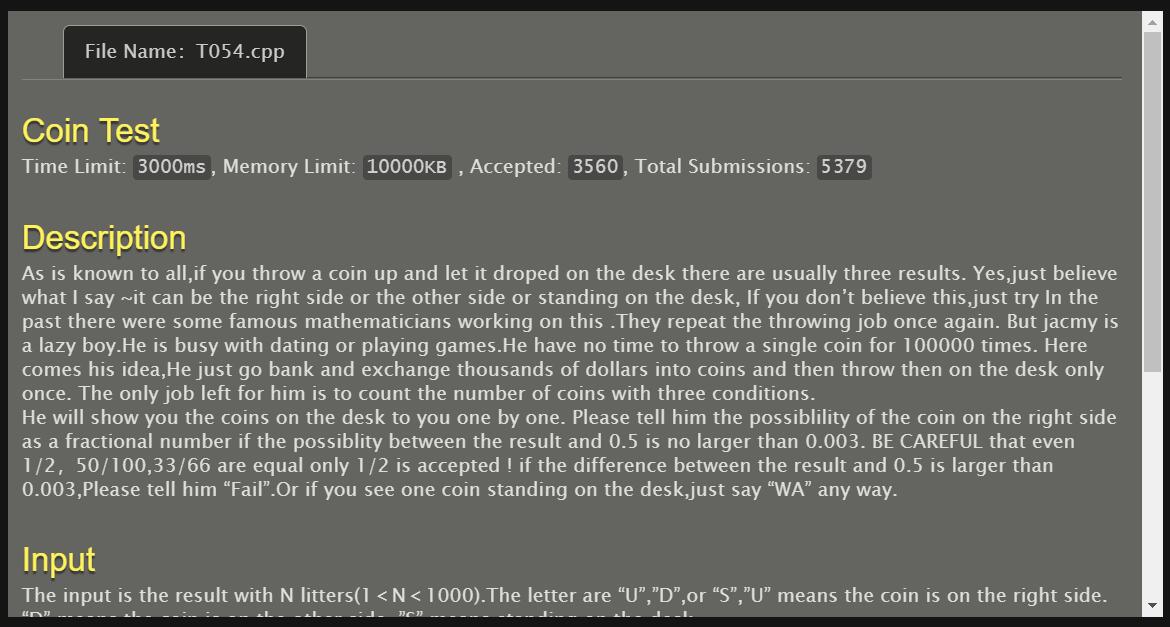 File Name: T054.cpp
Coin Test
Time Limit: 3000ms, Memory Limit: 10000KB , Accepted: 3560, Total Submissions: 5379
Description
As is known to all,if you throw a coin up and let it droped on the desk there are usually three results. Yes,just believe
what I say ~it can be the right side or the other side or standing on the desk, If you don’t believe this,just try In the
past there were some famous mathematicians working on this .They repeat the throwing job once again. But jacmy is
a lazy boy.He is busy with dating or playing games.He have no time to throw a single coin for 100000 times. Here
comes his idea,He just go bank and exchange thousands of dollars into coins and then throw then on the desk only
once. The only job left for him is to count the number of coins with three conditions.
He will show you the coins on the desk to you one by one. Please tell him the possiblility of the coin on the right side
as a fractional number if the possiblity between the result and 0.5 is no larger than 0.003. BE CAREFUL that even
1/2，50/100,33/66 are equal only 1/2 is accepted ! if the difference between the result and 0.5 is larger than
0.003,Please tell him “Fail”.Or if you see one coin standing on the desk,just say “WA” any way.
Input
The input is the result with N litters(1<N<1000).The letter are “U”,”D”,or “S”,”U” means the coin is on the right side.
“D” means the coin is on the other side .”S” means standing on the desk.